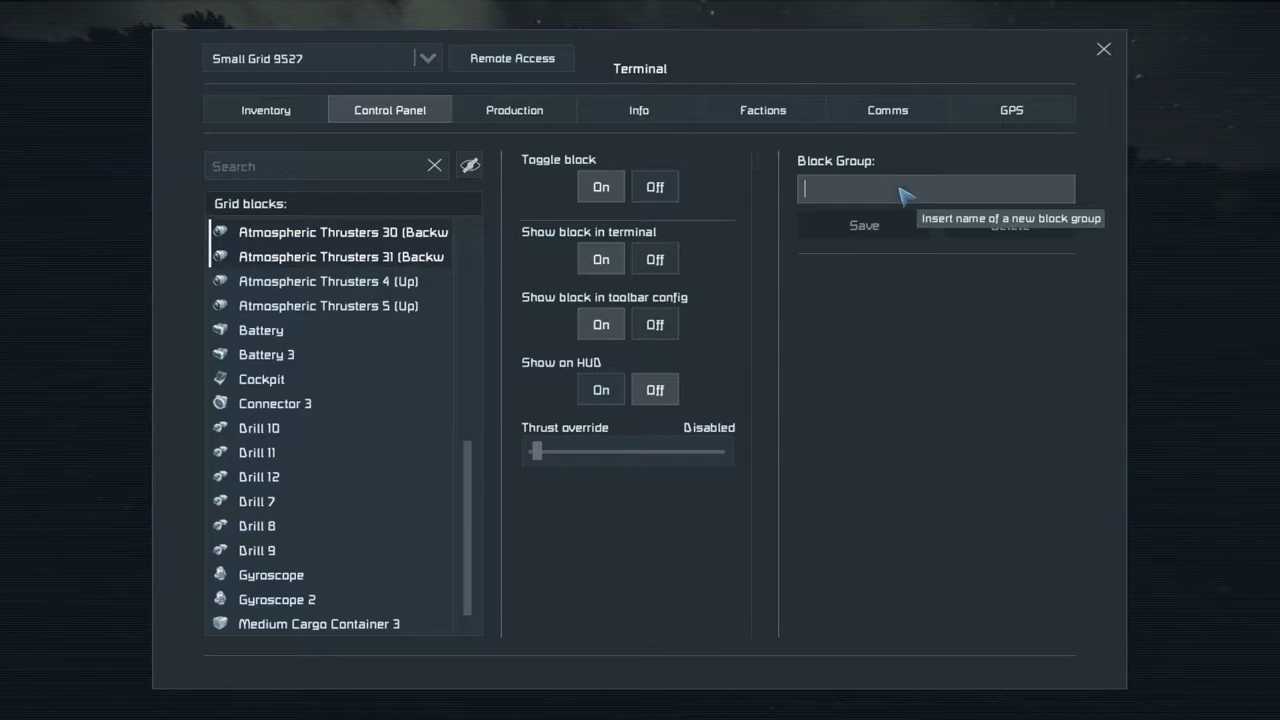 Small Grid 9527
Remote Access
Terminal
Inventory
Control Panel
Production
Info
Factions
Comms
GPS
Search
Grid blocks:
Atmospheric Thrusters 30 (Backw
Atmospheric Thrusters 31 (Backw
Atmospheric Thrusters 4 (Up)
Atmospheric Thrusters 5 (Up)
Battery
Battery 3
Cockpit
Connector 3
Drill 10
Drill 11
Drill 12
Drill 7
Drill 8
Drill 9
Gyroscope
Gyroscope 2
Medium Cargo Container 3
Toggle block
On Off
Show block in terminal
On Off
Show block in toolbar config
On Off
Show on HUD
On Off
Thrust override Disabled
Block Group:
Insert name of a new block group
Save Delete